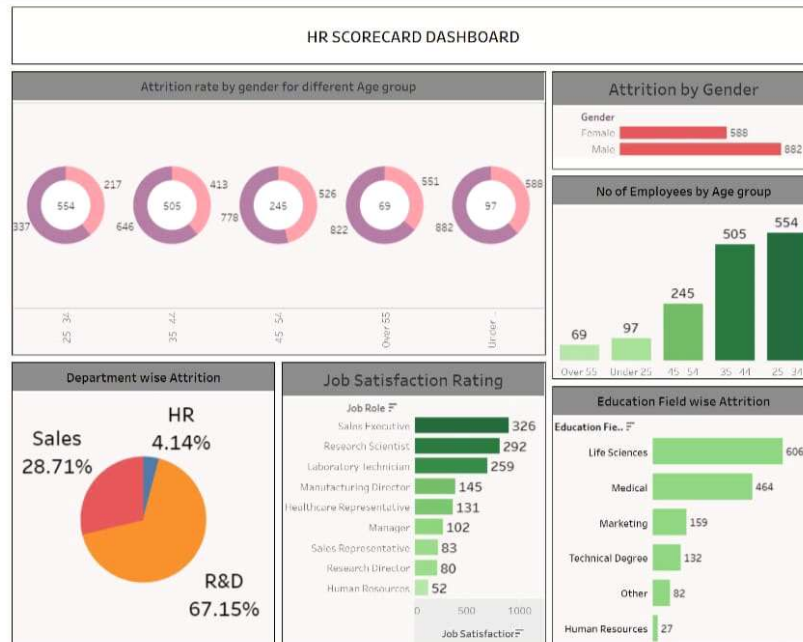 HR SCORECARD DASHBOARD
Attrition rate by gender for different Age group
217
554
337
413
505
646
526
245
778
551
69
822
588
97
882
25 - 34
35 - 44
45 - 54
Over 55
Under ..
Attrition by Gender
Gender
Female 588
Male 882
No of Employees by Age group
69
97
245
505
554
Over 55 Under 25 45 - 54 35 - 44 25 - 34
Department wise Attrition
HR
4.14%
Sales
28.71%
R&D
67.15%
Job Satisfaction Rating
Job Role
Sales Executive 326
Research Scientist 292
Laboratory Technician 259
Manufacturing Director 145
Healthcare Representative 131
Manager 102
Sales Representative 83
Research Director 80
Human Resources 52
0 500 1000
Job Satisfaction
Education Field wise Attrition
Education Fie..
Life Sciences 606
Medical 464
Marketing 159
Technical Degree 132
Other 82
Human Resources 27